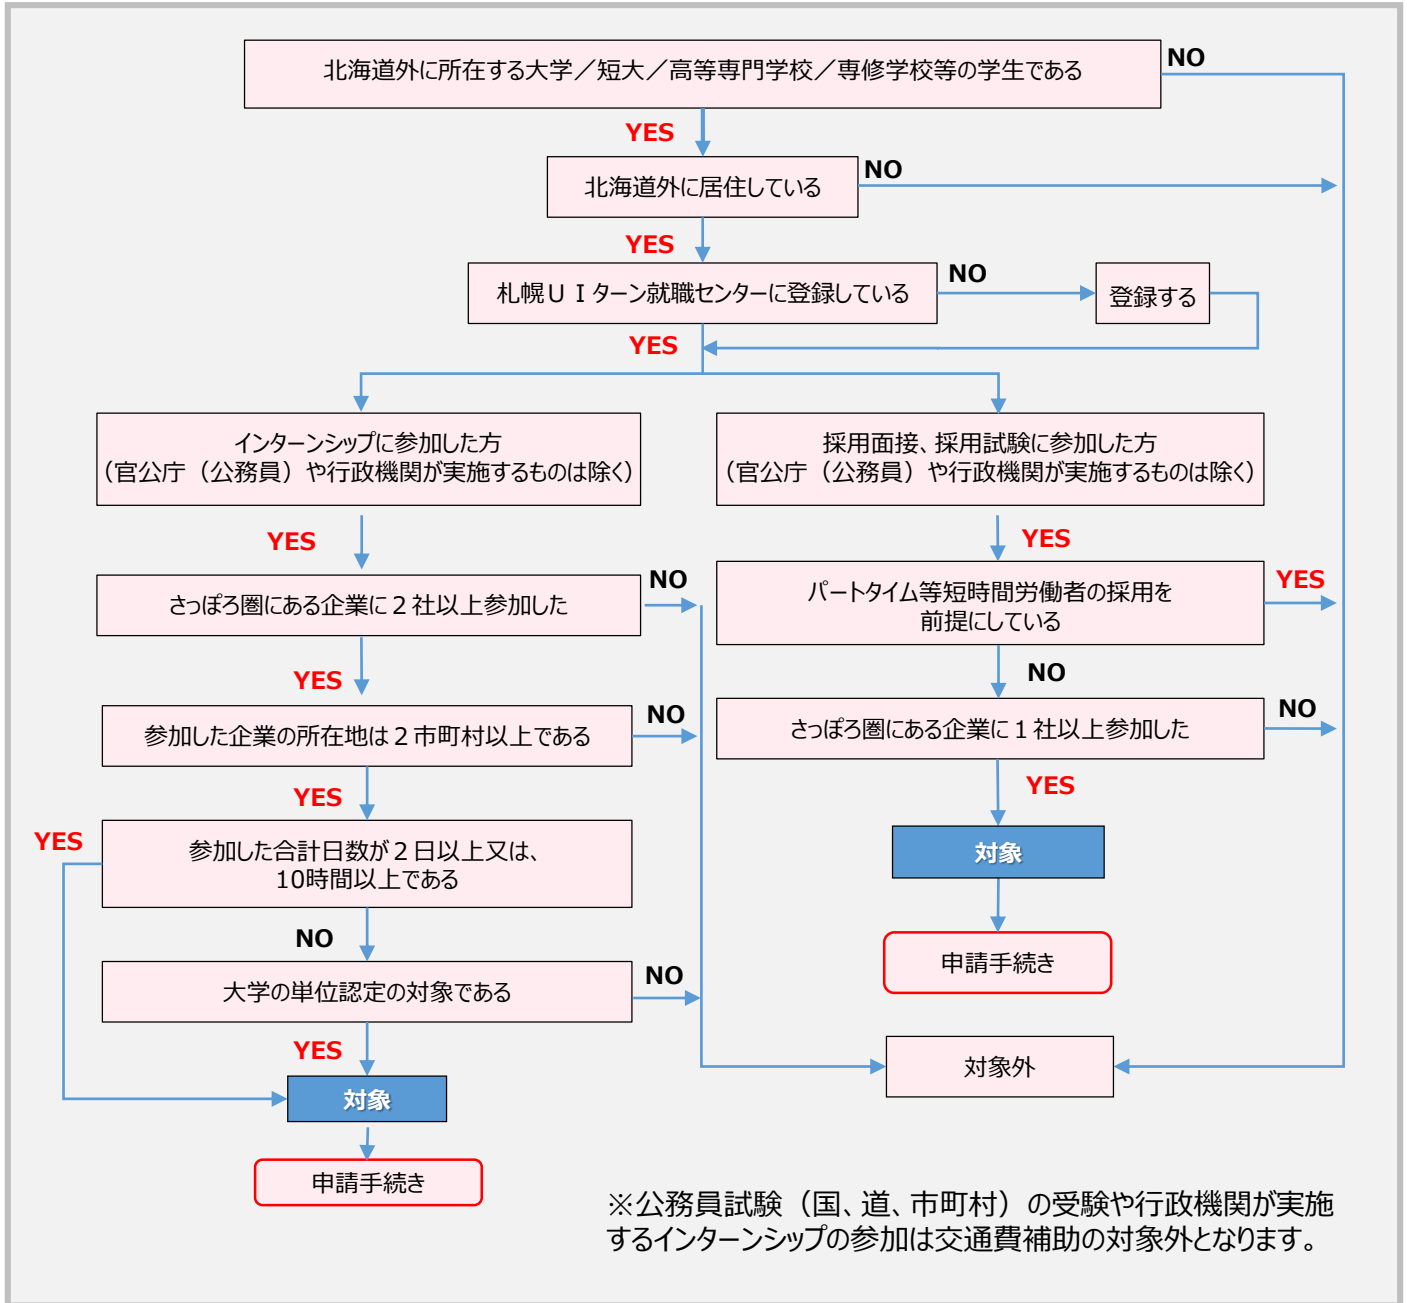 北海道外に所在する大学／短大／高等専門学校／専修学校等の学生である
NO
YES
北海道外に居住している
NO
YES
札幌ＵＩターン就職センターに登録している
NO
登録する
YES
インターンシップに参加した方
（官公庁（公務員）や行政機関が実施するものは除く）
採用面接、採用試験に参加した方
（官公庁（公務員）や行政機関が実施するものは除く）
YES
YES
さっぽろ圏にある企業に２社以上参加した
NO
パートタイム等短時間労働者の採用を
前提にしている
YES
YES
NO
参加した企業の所在地は２市町村以上である
NO
さっぽろ圏にある企業に１社以上参加した
NO
YES
YES
YES
参加した合計日数が２日以上又は、
10時間以上である
対象
NO
申請手続き
大学の単位認定の対象である
NO
YES
対象外
対象
申請手続き
※公務員試験（国、道、市町村）の受験や行政機関が実施
するインターンシップの参加は交通費補助の対象外となります。